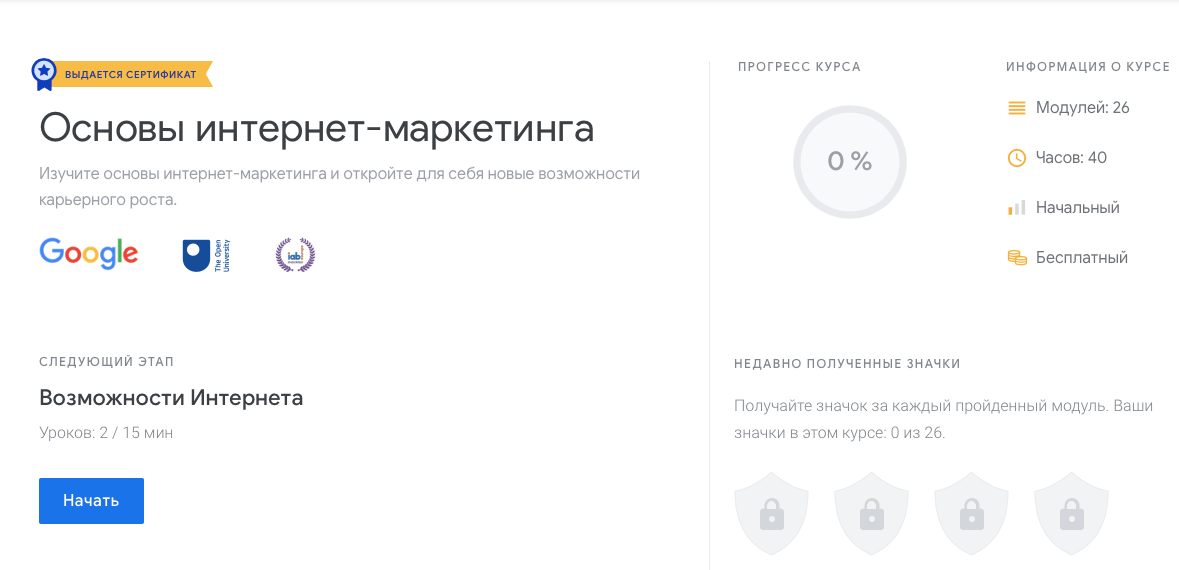 ВЫДАЕТСЯ СЕРТИФИКАТ
Основы интернет-маркетинга
Изучите основы интернет-маркетинга и откройте для себя новые возможности
карьерного роста.
Google
The Open
University
iab
СЛЕДУЮЩИЙ ЭТАП
Возможности Интернета
Уроков: 2 / 15 мин
Начать
ПРОГРЕСС КУРСА
0 %
ИНФОРМАЦИЯ О КУРСЕ
Модулей: 26
Часов: 40
Начальный
Бесплатный
НЕДАВНО ПОЛУЧЕННЫЕ ЗНАЧКИ
Получайте значок за каждый пройденный модуль. Ваши
значки в этом курсе: 0 из 26.